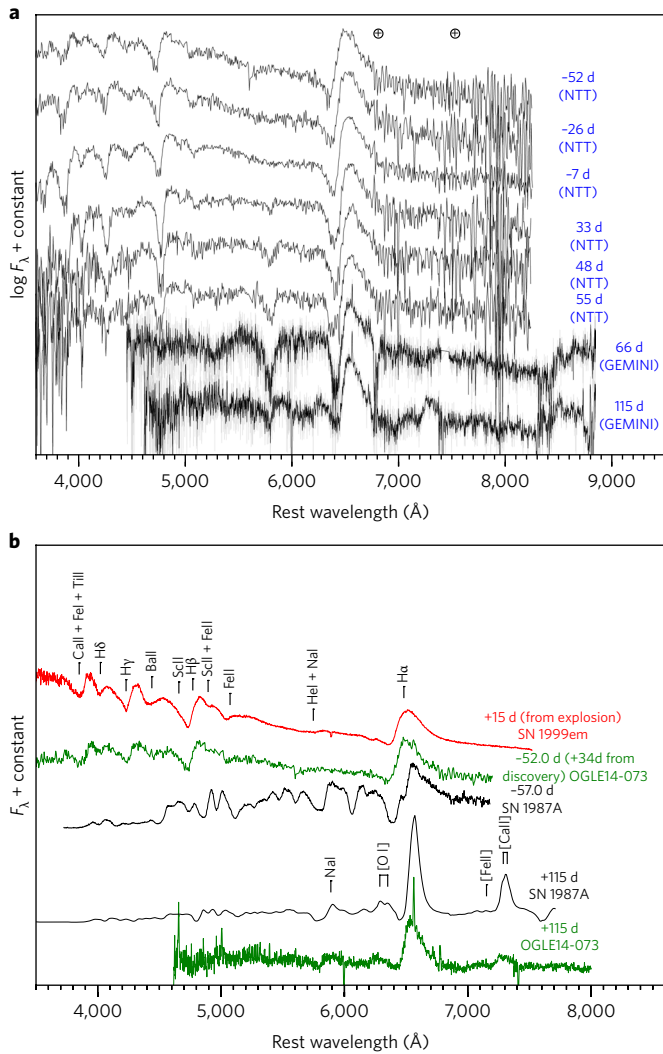 a
⊕ ⊕
−52 d
(NTT)
−26 d
(NTT)
−7 d
(NTT)
33 d
(NTT)
48 d
(NTT)
55 d
(NTT)
66 d
(GEMINI)
115 d
(GEMINI)
log Fλ + constant
4,000 5,000 6,000 7,000 8,000 9,000
Rest wavelength (Å)
b
CaII + FeI + TiII
Hδ
Hγ
BaII
ScII
Hβ
ScII + FeII
FeII
HeI + NaI
Hα
+15 d (from explosion)
SN 1999em
−52.0 d (+34d from
discovery) OGLE14-073
−57.0 d
SN 1987A
NaI
[O I]
[FeII]
[CaII]
+115 d
SN 1987A
+115 d
OGLE14-073
Fλ + constant
4,000 5,000 6,000 7,000 8,000
Rest wavelength (Å)